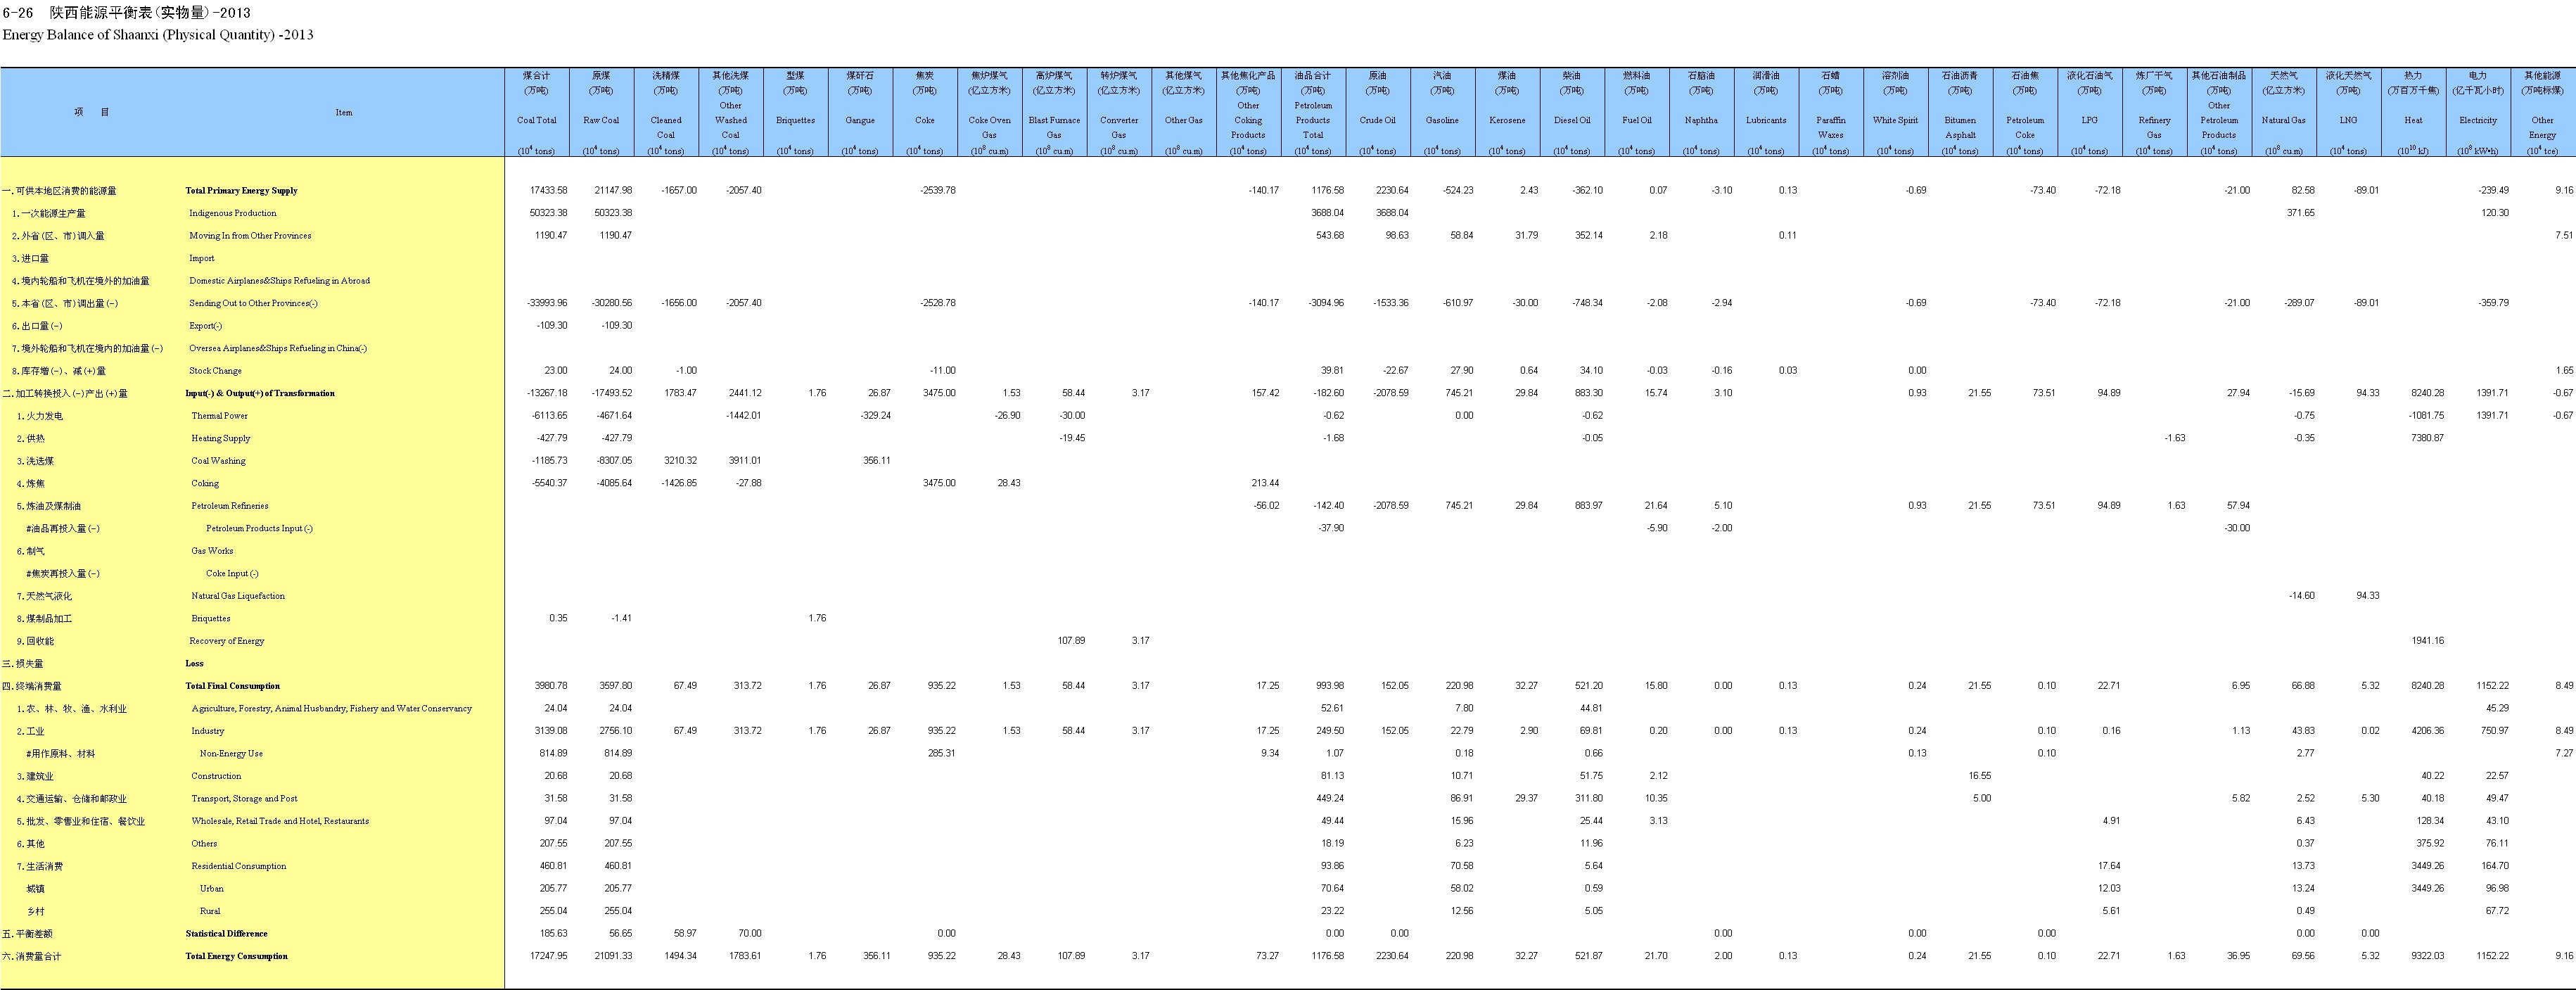 6-26 陕西能源平衡表(实物量)-2013
Energy Balance of Shaanxi (Physical Quantity) -2013
项 目 Item 煤合计 (万吨) Coal Total (10⁴ tons) 原煤 (万吨) Raw Coal (10⁴ tons) 洗精煤 (万吨) Cleaned Coal (10⁴ tons) 其他洗煤 (万吨) Other Washed Coal (10⁴ tons) 型煤 (万吨) Briquettes (10⁴ tons) 煤矸石 (万吨) Gangue (10⁴ tons) 焦炭 (万吨) Coke (10⁴ tons) 焦炉煤气 (亿立方米) Coke Oven Gas (10⁸ cu.m) 高炉煤气 (亿立方米) Blast Furnace Gas (10⁸ cu.m) 转炉煤气 (亿立方米) Converter Gas (10⁸ cu.m) 其他煤气 (亿立方米) Other Gas (10⁸ cu.m) 其他焦化产品 (万吨) Other Coking Products (10⁴ tons) 油品合计 (万吨) Petroleum Products Total (10⁴ tons) 原油 (万吨) Crude Oil (10⁴ tons) 汽油 (万吨) Gasoline (10⁴ tons) 煤油 (万吨) Kerosene (10⁴ tons) 柴油 (万吨) Diesel Oil (10⁴ tons) 燃料油 (万吨) Fuel Oil (10⁴ tons) 石脑油 (万吨) Naphtha (10⁴ tons) 润滑油 (万吨) Lubricants (10⁴ tons) 石蜡 (万吨) Paraffin Waxes (10⁴ tons) 溶剂油 (万吨) White Spirit (10⁴ tons) 石油沥青 (万吨) Bitumen Asphalt (10⁴ tons) 石油焦 (万吨) Petroleum Coke (10⁴ tons) 液化石油气 (万吨) LPG (10⁴ tons) 炼厂干气 (万吨) Refinery Gas (10⁴ tons) 其他石油制品 (万吨) Other Petroleum Products (10⁴ tons) 天然气 (亿立方米) Natural Gas (10⁸ cu.m) 液化天然气 (万吨) LNG (10⁴ tons) 热力 (万百万千焦) Heat (10¹⁰ kJ) 电力 (亿千瓦小时) Electricity (10⁸ kW•h) 其他能源 (万吨标煤) Other Energy (10⁴ tce)
一.可供本地区消费的能源量 Total Primary Energy Supply 17433.58 21147.98 -1657.00 -2057.40 -2539.78 -140.17 1176.58 2230.64 -524.23 2.43 -362.10 0.07 -3.10 0.13 -0.69 -73.40 -72.18 -21.00 82.58 -89.01 -239.49 9.16
1.一次能源生产量 Indigenous Production 50323.38 50323.38 3688.04 3688.04 371.65 120.30
2.外省(区、市)调入量 Moving In from Other Provinces 1190.47 1190.47 543.68 98.63 58.84 31.79 352.14 2.18 0.11 7.51
3.进口量 Import
4.境内轮船和飞机在境外的加油量 Domestic Airplanes&Ships Refueling in Abroad
5.本省(区、市)调出量(-) Sending Out to Other Provinces(-) -33993.96 -30280.56 -1656.00 -2057.40 -2528.78 -140.17 -3094.96 -1533.36 -610.97 -30.00 -748.34 -2.08 -2.94 -0.69 -73.40 -72.18 -21.00 -289.07 -89.01 -359.79
6.出口量(-) Export(-) -109.30 -109.30
7.境外轮船和飞机在境内的加油量(-) Oversea Airplanes&Ships Refueling in China(-)
8.库存增(-)、减(+)量 Stock Change 23.00 24.00 -1.00 -11.00 39.81 -22.67 27.90 0.64 34.10 -0.03 -0.16 0.03 0.00 1.65
二.加工转换投入(-)产出(+)量 Input(-) & Output(+) of Transformation -13267.18 -17493.52 1783.47 2441.12 1.76 26.87 3475.00 1.53 58.44 3.17 157.42 -182.60 -2078.59 745.21 29.84 883.30 15.74 3.10 0.93 21.55 73.51 94.89 27.94 -15.69 94.33 8240.28 1391.71 -0.67
1.火力发电 Thermal Power -6113.65 -4671.64 -1442.01 -329.24 -26.90 -30.00 -0.62 0.00 -0.62 -0.75 -1081.75 1391.71 -0.67
2.供热 Heating Supply -427.79 -427.79 -19.45 -1.68 -0.05 -1.63 -0.35 7380.87
3.洗选煤 Coal Washing -1185.73 -8307.05 3210.32 3911.01 356.11
4.炼焦 Coking -5540.37 -4085.64 -1426.85 -27.88 3475.00 28.43 213.44
5.炼油及煤制油 Petroleum Refineries -56.02 -142.40 -2078.59 745.21 29.84 883.97 21.64 5.10 0.93 21.55 73.51 94.89 1.63 57.94
#油品再投入量(-) Petroleum Products Input (-) -37.90 -5.90 -2.00 -30.00
6.制气 Gas Works
#焦炭再投入量(-) Coke Input (-)
7.天然气液化 Natural Gas Liquefaction -14.60 94.33
8.煤制品加工 Briquettes 0.35 -1.41 1.76
9.回收能 Recovery of Energy 107.89 3.17 1941.16
三.损失量 Loss
四.终端消费量 Total Final Consumption 3980.78 3597.80 67.49 313.72 1.76 26.87 935.22 1.53 58.44 3.17 17.25 993.98 152.05 220.98 32.27 521.20 15.80 0.00 0.13 0.24 21.55 0.10 22.71 6.95 66.88 5.32 8240.28 1152.22 8.49
1.农、林、牧、渔、水利业 Agriculture, Forestry, Animal Husbandry, Fishery and Water Conservancy 24.04 24.04 52.61 7.80 44.81 45.29
2.工业 Industry 3139.08 2756.10 67.49 313.72 1.76 26.87 935.22 1.53 58.44 3.17 17.25 249.50 152.05 22.79 2.90 69.81 0.20 0.00 0.13 0.24 0.10 0.16 1.13 43.83 0.02 4206.36 750.97 8.49
#用作原料、材料 Non-Energy Use 814.89 814.89 285.31 9.34 1.07 0.18 0.66 0.13 0.10 2.77 7.27
3.建筑业 Construction 20.68 20.68 81.13 10.71 51.75 2.12 16.55 40.22 22.57
4.交通运输、仓储和邮政业 Transport, Storage and Post 31.58 31.58 449.24 86.91 29.37 311.80 10.35 5.00 5.82 2.52 5.30 40.18 49.47
5.批发、零售业和住宿、餐饮业 Wholesale, Retail Trade and Hotel, Restaurants 97.04 97.04 49.44 15.96 25.44 3.13 4.91 6.43 128.34 43.10
6.其他 Others 207.55 207.55 18.19 6.23 11.96 0.37 375.92 76.11
7.生活消费 Residential Consumption 460.81 460.81 93.86 70.58 5.64 17.64 13.73 3449.26 164.70
城镇 Urban 205.77 205.77 70.64 58.02 0.59 12.03 13.24 3449.26 96.98
乡村 Rural 255.04 255.04 23.22 12.56 5.05 5.61 0.49 67.72
五.平衡差额 Statistical Difference 185.63 56.65 58.97 70.00 0.00 0.00 0.00 0.00 0.00 0.00 0.00 0.00
六.消费量合计 Total Energy Consumption 17247.95 21091.33 1494.34 1783.61 1.76 356.11 935.22 28.43 107.89 3.17 73.27 1176.58 2230.64 220.98 32.27 521.87 21.70 2.00 0.13 0.24 21.55 0.10 22.71 1.63 36.95 69.56 5.32 9322.03 1152.22 9.16